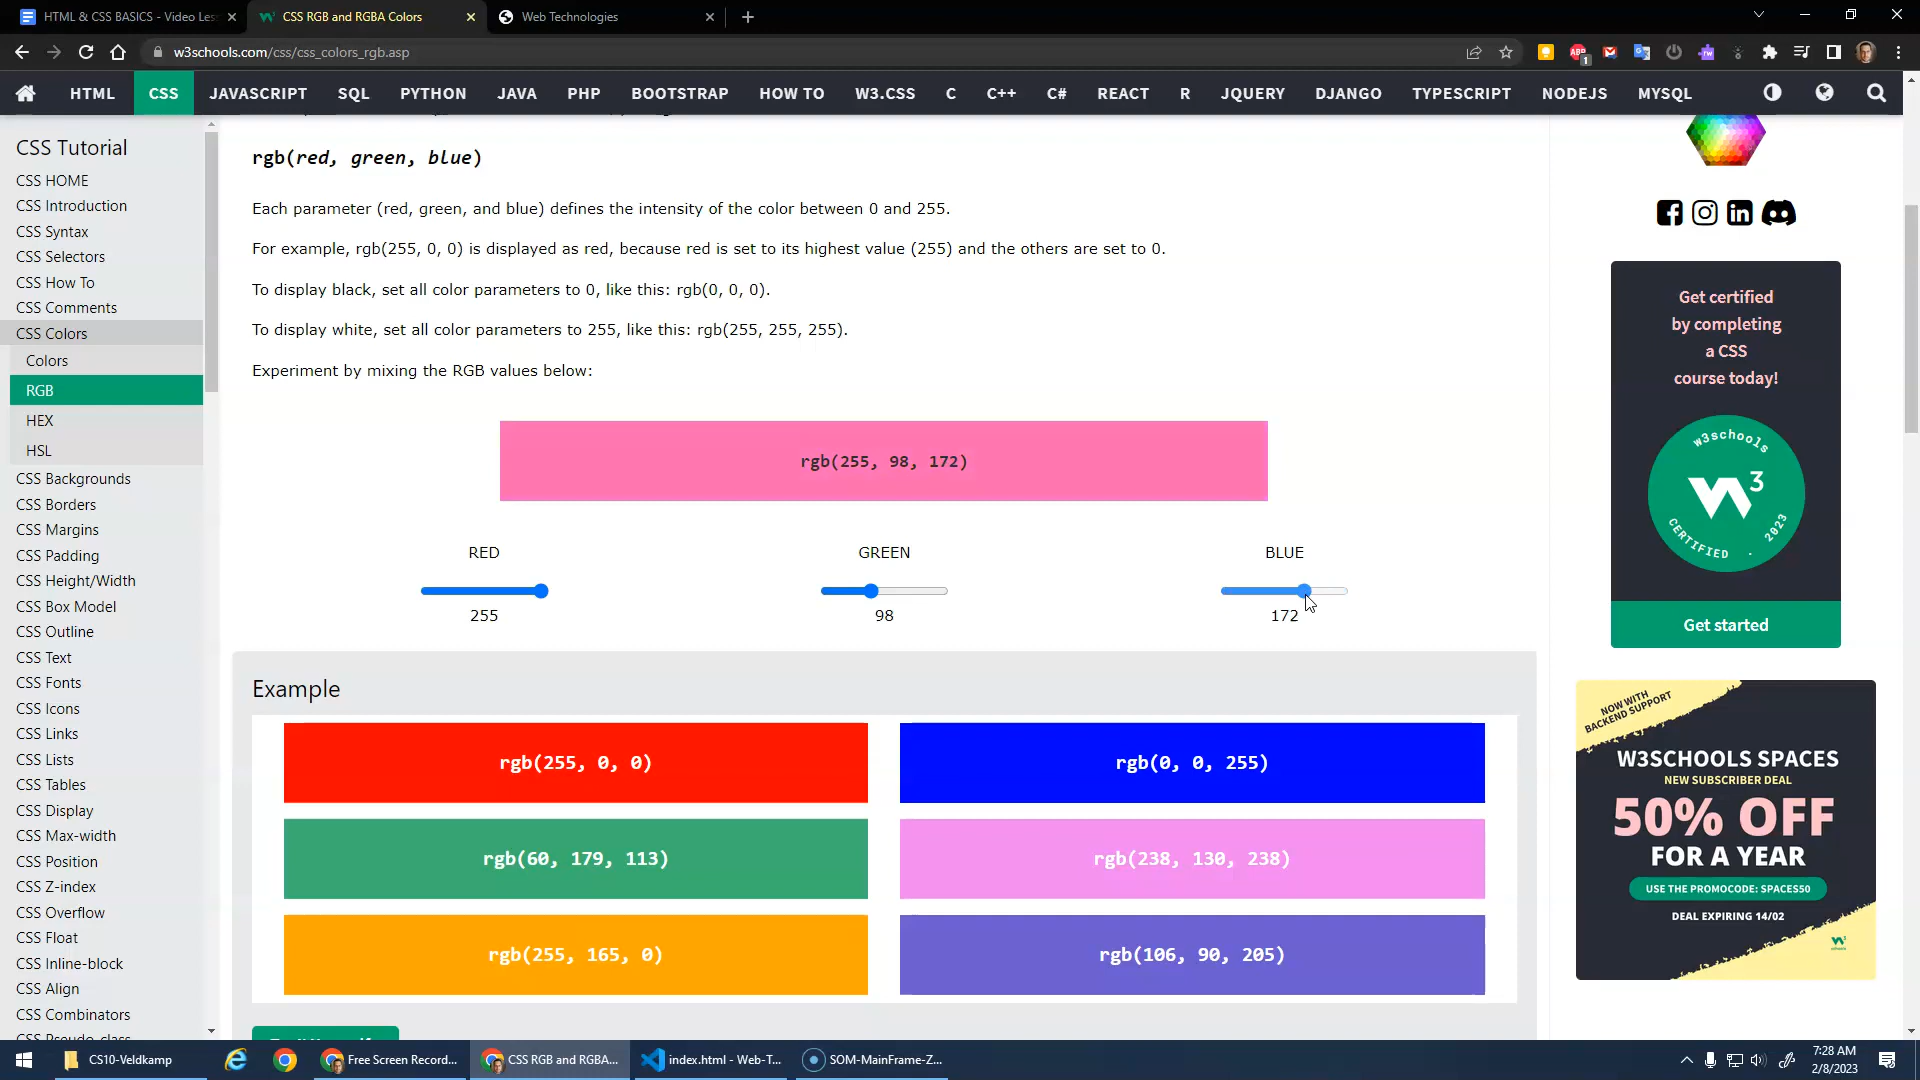 HTML & CSS BASICS - Video Les
CSS RGB and RGBA Colors
Web Technologies
w3schools.com/css/css_colors_rgb.asp
HTML CSS JAVASCRIPT SQL PYTHON JAVA PHP BOOTSTRAP HOW TO W3.CSS C C++ C# REACT R JQUERY DJANGO TYPESCRIPT NODEJS MYSQL
CSS Tutorial
CSS HOME
CSS Introduction
CSS Syntax
CSS Selectors
CSS How To
CSS Comments
CSS Colors
Colors
RGB
HEX
HSL
CSS Backgrounds
CSS Borders
CSS Margins
CSS Padding
CSS Height/Width
CSS Box Model
CSS Outline
CSS Text
CSS Fonts
CSS Icons
CSS Links
CSS Lists
CSS Tables
CSS Display
CSS Max-width
CSS Position
CSS Z-index
CSS Overflow
CSS Float
CSS Inline-block
CSS Align
CSS Combinators
rgb(red, green, blue)
Each parameter (red, green, and blue) defines the intensity of the color between 0 and 255.
For example, rgb(255, 0, 0) is displayed as red, because red is set to its highest value (255) and the others are set to 0.
To display black, set all color parameters to 0, like this: rgb(0, 0, 0).
To display white, set all color parameters to 255, like this: rgb(255, 255, 255).
Experiment by mixing the RGB values below:
rgb(255, 98, 172)
RED GREEN BLUE
255 98 172
Example
rgb(255, 0, 0) rgb(0, 0, 255)
rgb(60, 179, 113) rgb(238, 130, 238)
rgb(255, 165, 0) rgb(106, 90, 205)
Get certified
by completing
a CSS
course today!
w3schools
3
CERTIFIED . 2023
Get started
NOW WITH
BACKEND SUPPORT
W3SCHOOLS SPACES
NEW SUBSCRIBER DEAL
50% OFF
FOR A YEAR
USE THE PROMOCODE: SPACES50
DEAL EXPIRING 14/02
CS10-Veldkamp
Free Screen Record...
CSS RGB and RGBA...
index.html - Web-T...
SOM-MainFrame-Z...
7:28 AM
2/8/2023